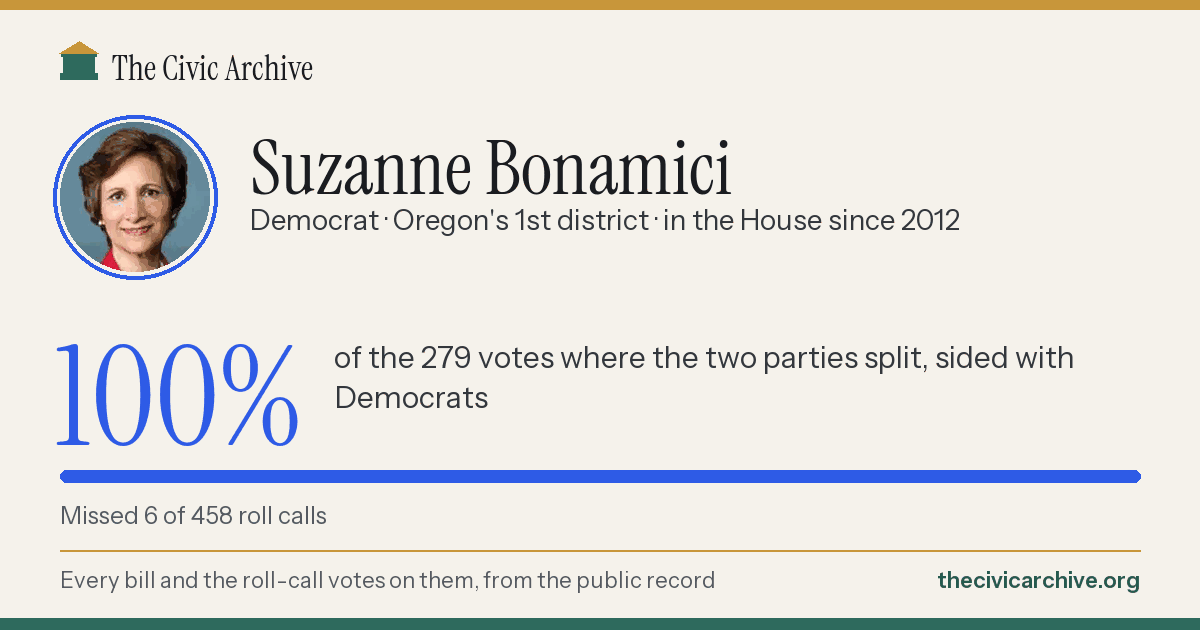 The Civic Archive
Suzanne Bonamici
Democrat · Oregon's 1st district · in the House since 2012
100%
of the 279 votes where the two parties split, sided with
Democrats
Missed 6 of 458 roll calls
Every bill and the roll-call votes on them, from the public record
thecivicarchive.org